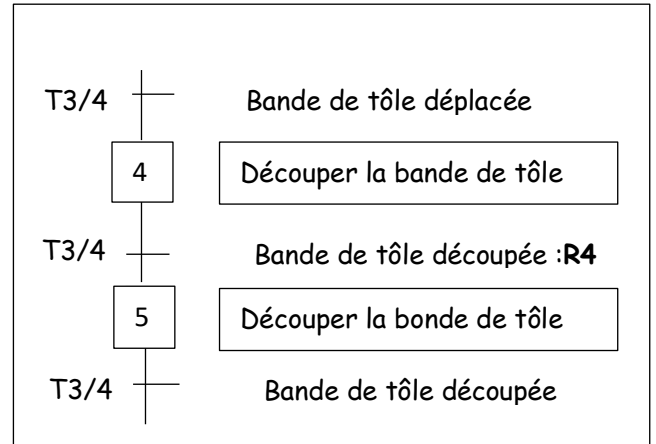 T3/4 Bande de tôle déplacée
4 Découper la bande de tôle
T3/4 Bande de tôle découpée :R4
5 Découper la bonde de tôle
T3/4 Bande de tôle découpée